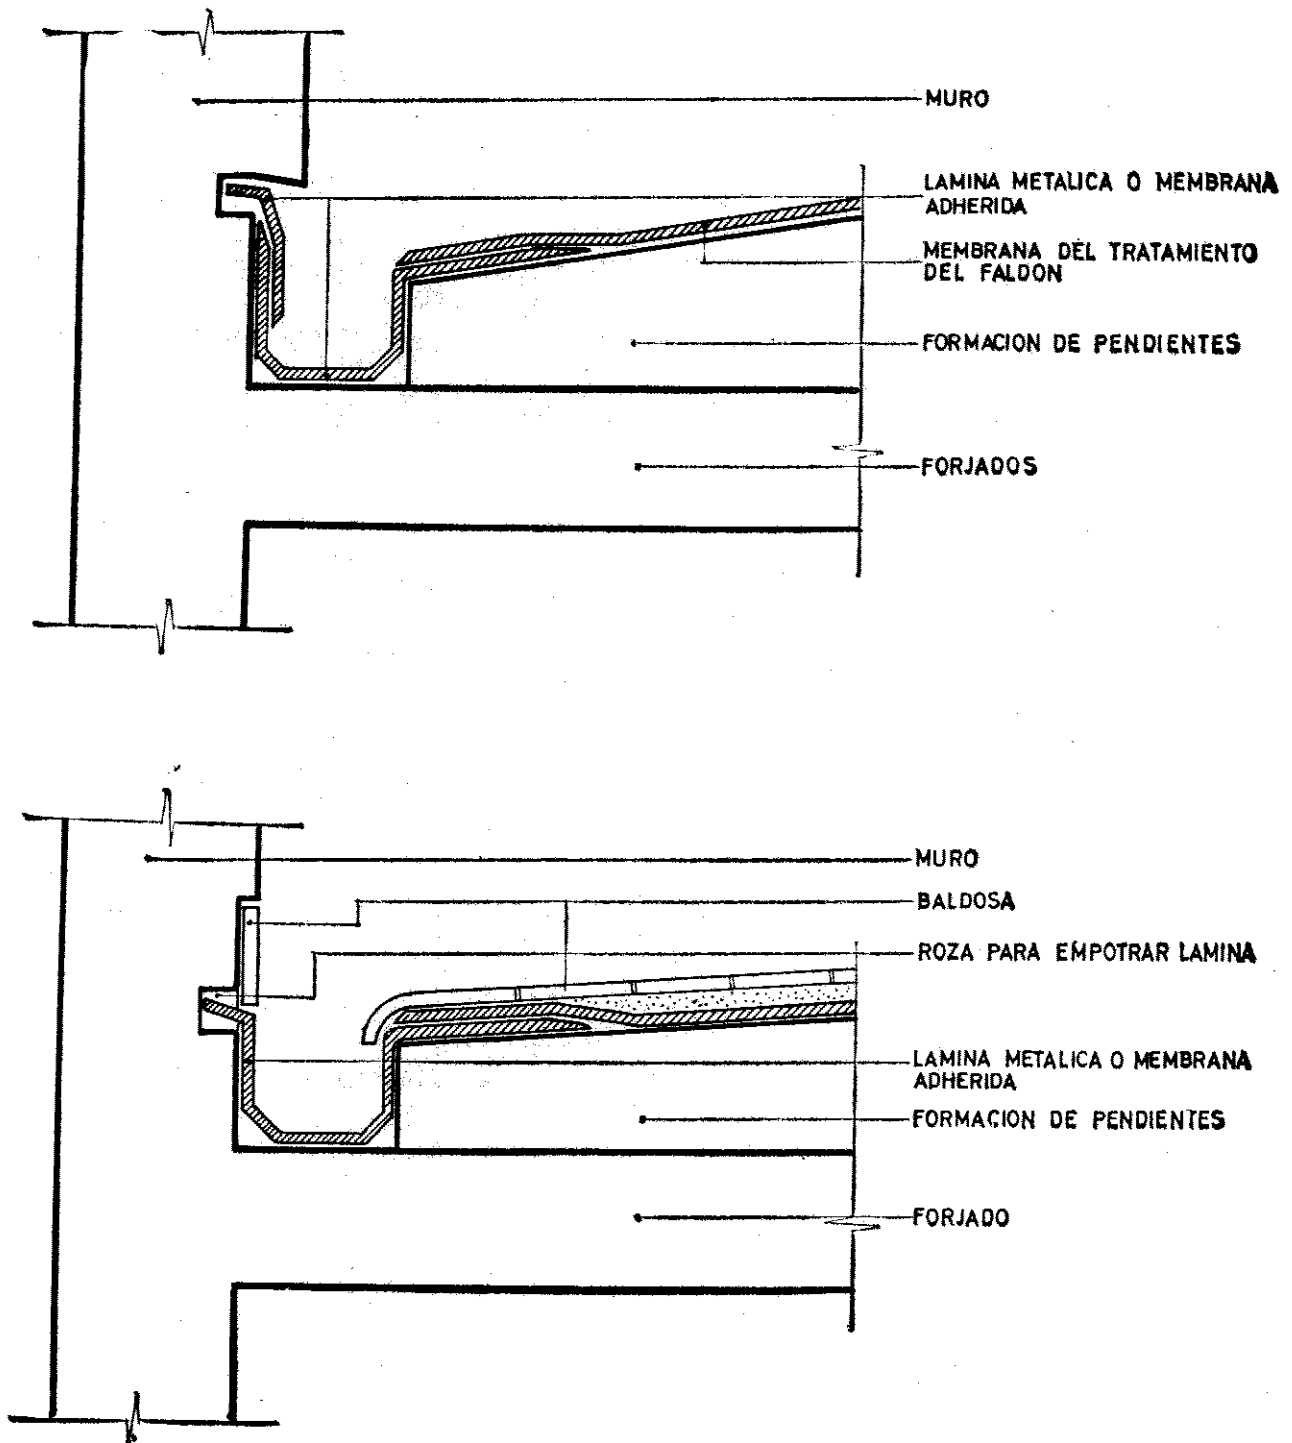 MURO
LAMINA METALICA O MEMBRANA
ADHERIDA
MEMBRANA DEL TRATAMIENTO
DEL FALDON
FORMACION DE PENDIENTES
FORJADOS
MURO
BALDOSA
ROZA PARA EMPOTRAR LAMINA
LAMINA METALICA O MEMBRANA
ADHERIDA
FORMACION DE PENDIENTES
FORJADO